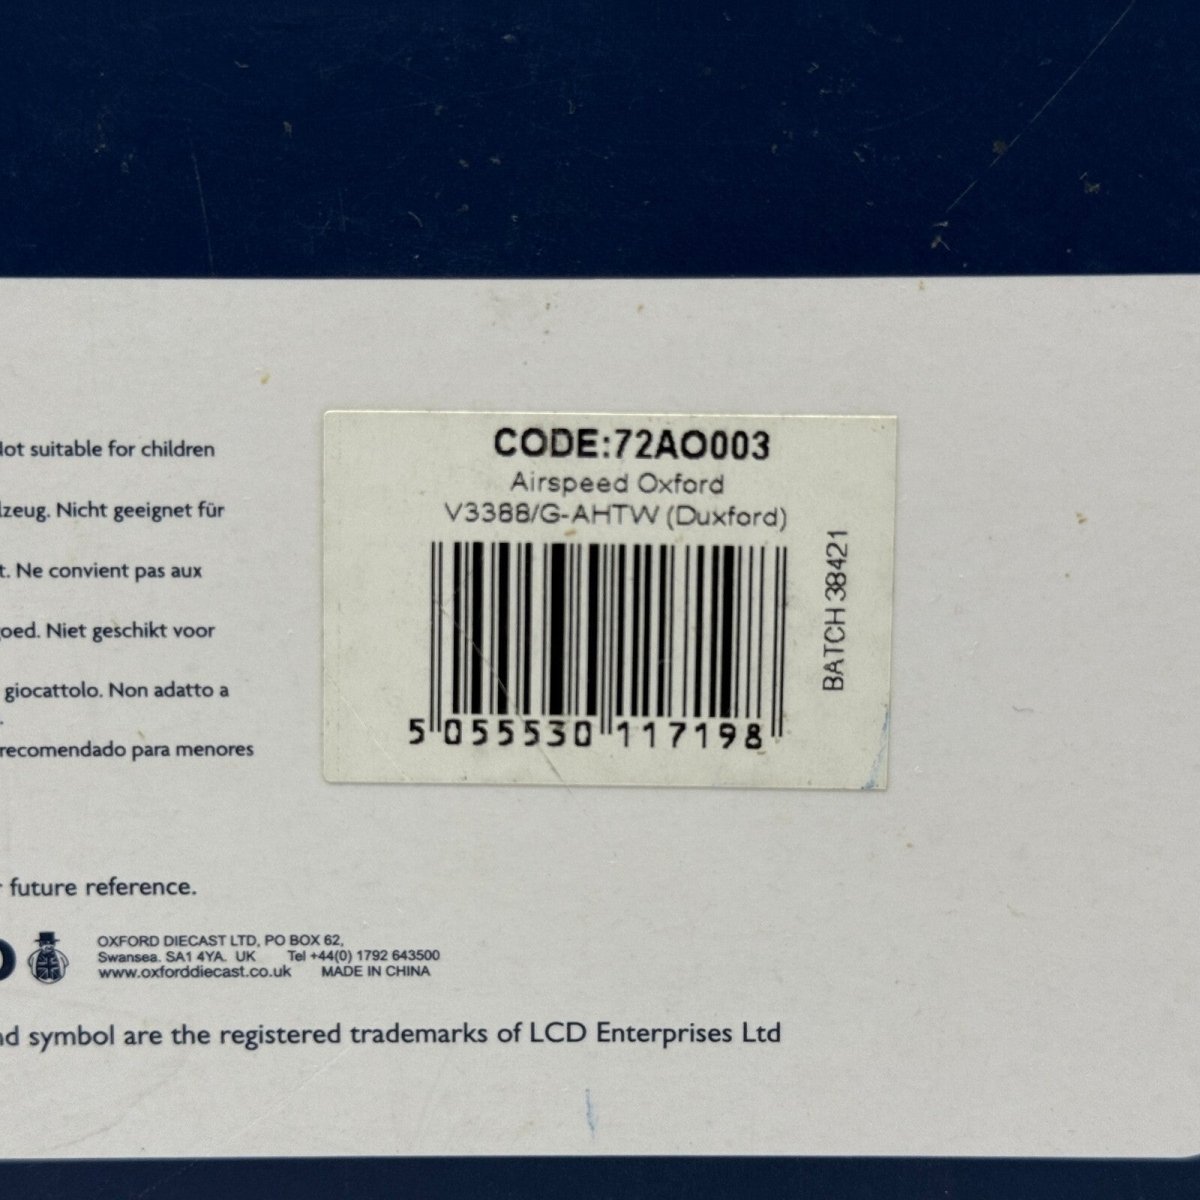 Not suitable for children
lzeug. Nicht geeignet für
t. Ne convient pas aux
goed. Niet geschikt voor
giocattolo. Non adatto a
.
recomendado para menores
CODE:72AO003
Airspeed Oxford
V3388/G-AHTW (Duxford)
BATCH 38421
5 055530 117198
r future reference.
OXFORD DIECAST LTD, PO BOX 62,
Swansea. SA1 4YA. UK Tel +44(0) 1792 643500
www.oxforddiecast.co.uk MADE IN CHINA
nd symbol are the registered trademarks of LCD Enterprises Ltd